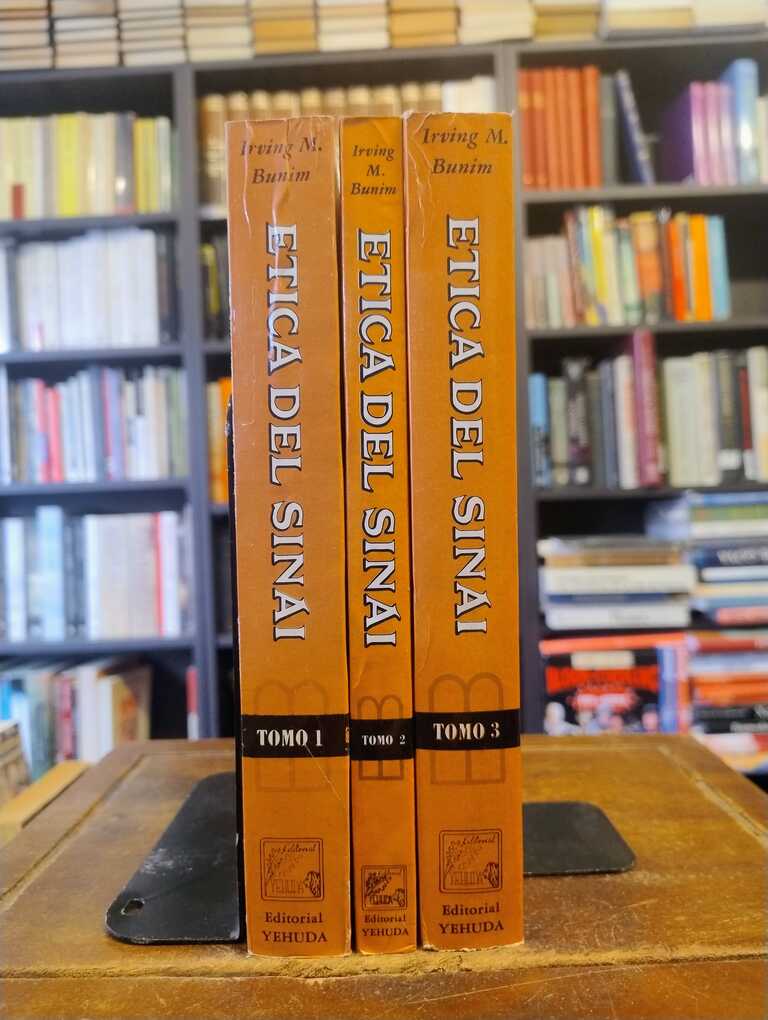 Irving M.
Bunim
ETICA DEL SINAI
TOMO 1
Editorial
YEHUDA
Irving
M.
Bunim
ETICA DEL SINAI
TOMO 2
Editorial
YEHUDA
Irving M.
Bunim
ETICA DEL SINAI
TOMO 3
Editorial
YEHUDA